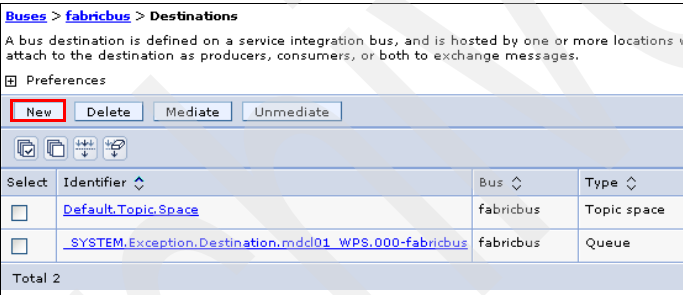 Buses > fabricbus > Destinations
A bus destination is defined on a service integration bus, and is hosted by one or more locations
attach to the destination as producers, consumers, or both to exchange messages.
Preferences
New Delete Mediate Unmediate
Select Identifier Bus Type
Default.Topic.Space fabricbus Topic space
_SYSTEM.Exception.Destination.mdcl01_WPS.000-fabricbus fabricbus Queue
Total 2